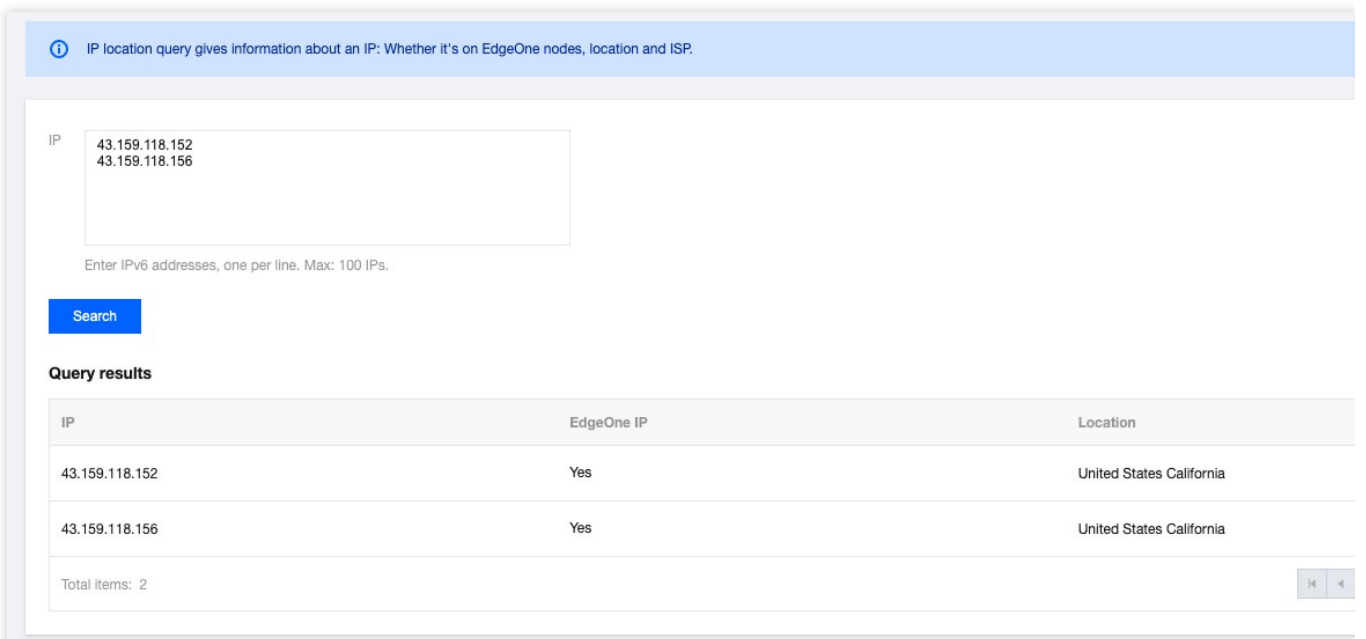 IP location query gives information about an IP: Whether it's on EdgeOne nodes, location and ISP.
IP
43.159.118.152
43.159.118.156
Enter IPv6 addresses, one per line. Max: 100 IPs.
Search
Query results
IP EdgeOne IP Location
43.159.118.152 Yes United States California
43.159.118.156 Yes United States California
Total items: 2